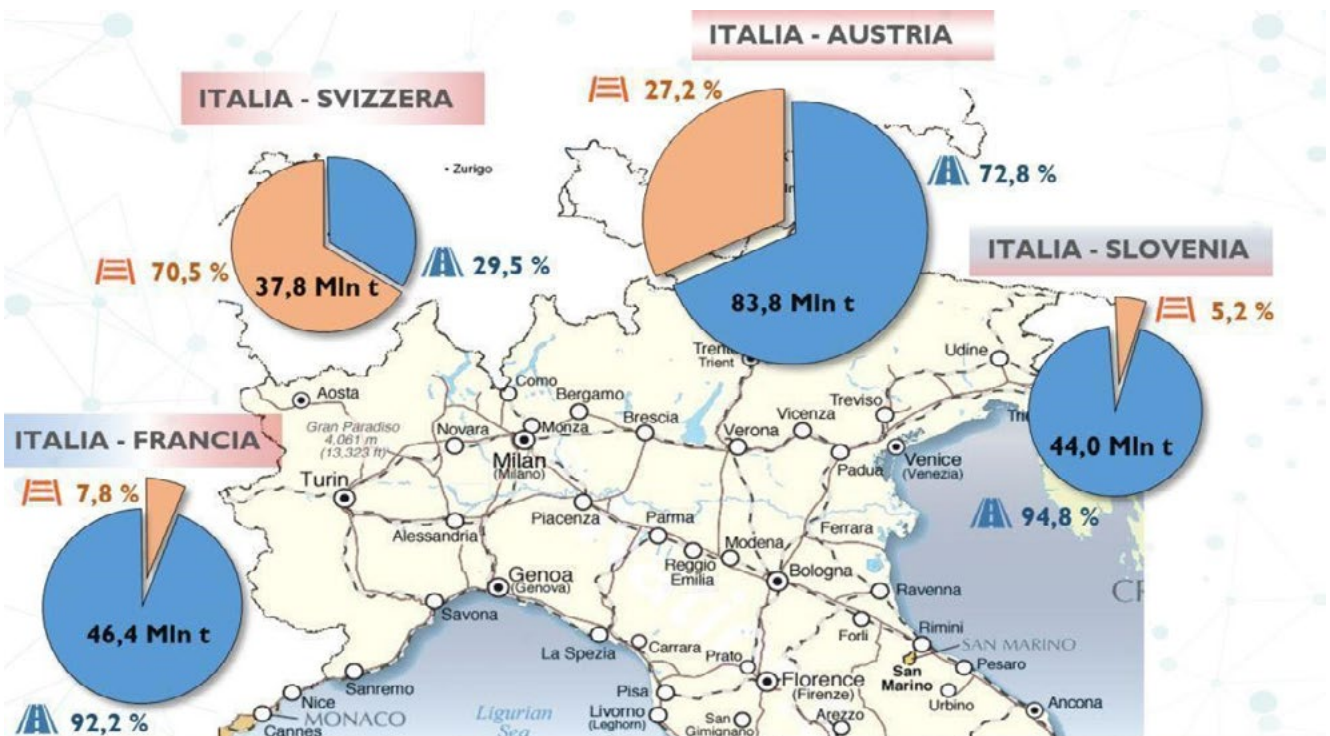 ITALIA - AUSTRIA
27,2 %
72,8 %
83,8 Mln t
ITALIA - SVIZZERA
Zurigo
70,5 %
29,5 %
37,8 Mln t
ITALIA - SLOVENIA
5,2 %
44,0 Mln t
94,8 %
ITALIA - FRANCIA
7,8 %
46,4 Mln t
92,2 %
Trient
Udine
Aosta
Como
Bergamo
Treviso
Gran Paradiso
4,061 m
(13,323 ft)
Novara
Monza
Brescia
Vicenza
Verona
Milan
(Milano)
Padua
Venice
(Venezia)
Turin
Piacenza
Parma
Ferrara
Alessandria
Modena
Reggio
Emilia
Bologna
Genoa
(Genova)
Ravenna
Savona
Forli
Rimini
La Spezia
Carrara
Prato
SAN MARINO
San
Marino
Pesaro
Florence
(Firenze)
Sanremo
Pisa
Urbino
Nice
MONACO
Livorno
(Leghorn)
Ancona
Ligurian
Sea
San
Gimignano
Arezzo
Cannes